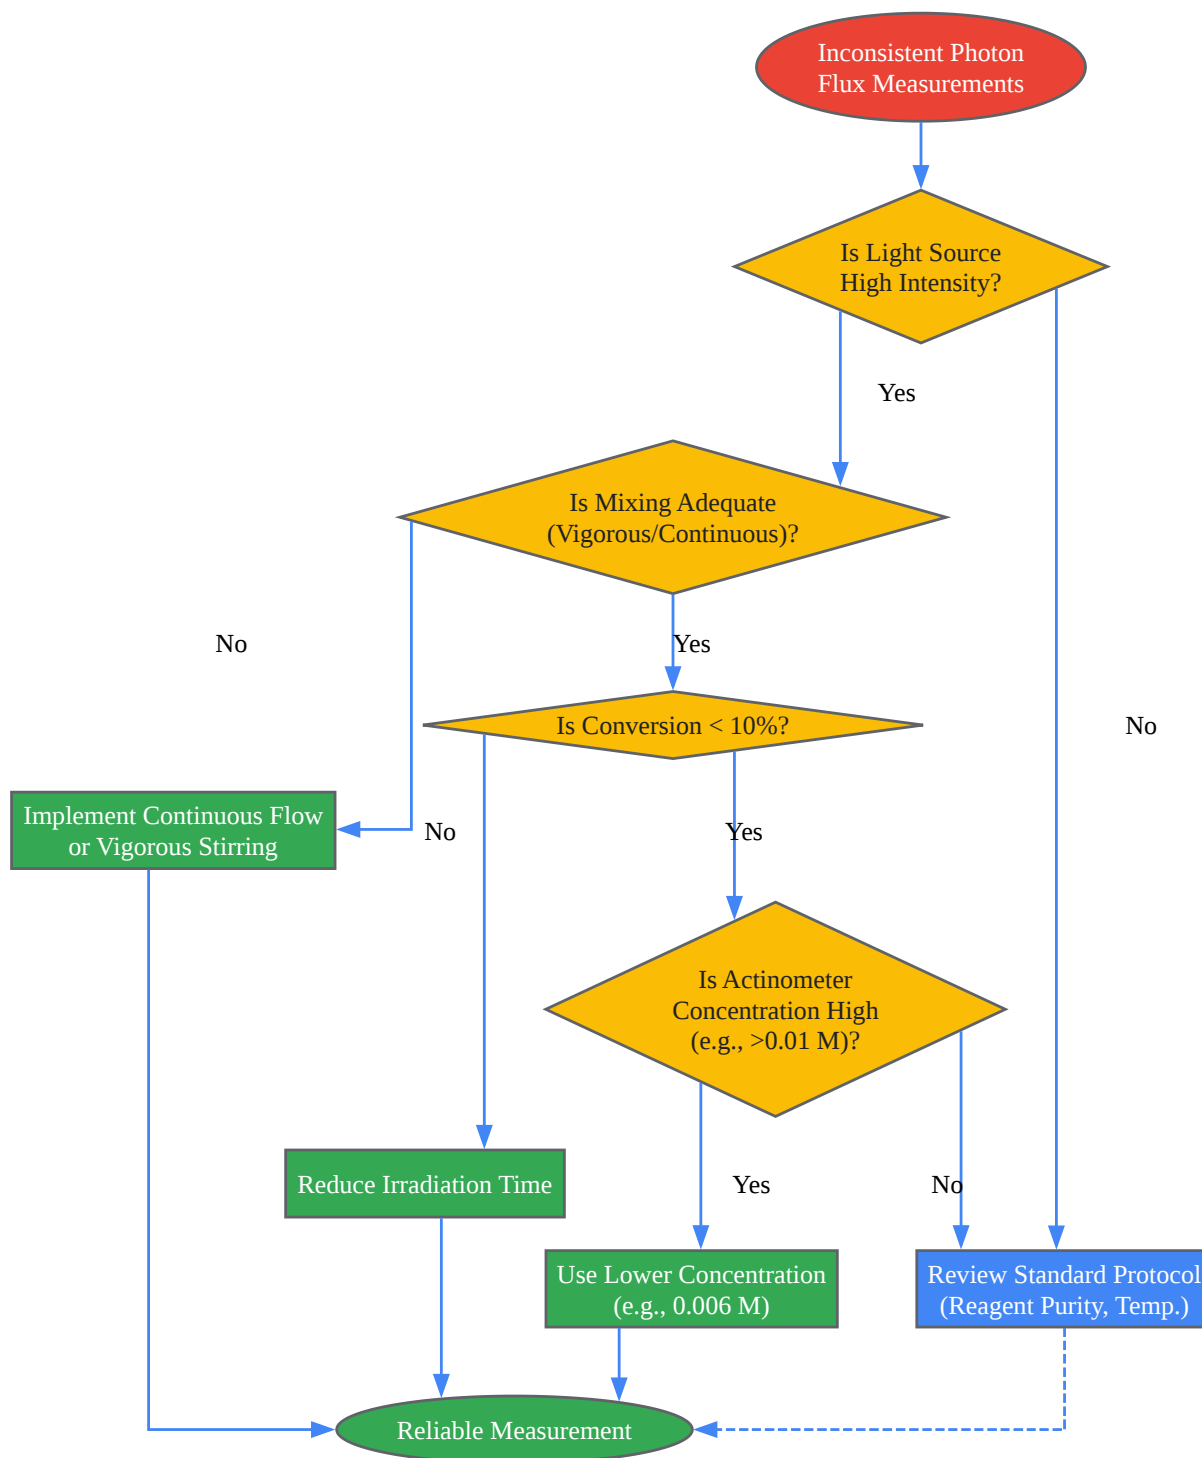 Inconsistent Photon
Flux Measurements
Is Light Source
High Intensity?
Yes
Is Mixing Adequate
(Vigorous/Continuous)?
No
Yes
Is Conversion < 10%?
No
Implement Continuous Flow
or Vigorous Stirring
No
Yes
Is Actinometer
Concentration High
(e.g., >0.01 M)?
Reduce Irradiation Time
Yes
No
Use Lower Concentration
(e.g., 0.006 M)
Review Standard Protocol
(Reagent Purity, Temp.)
Reliable Measurement